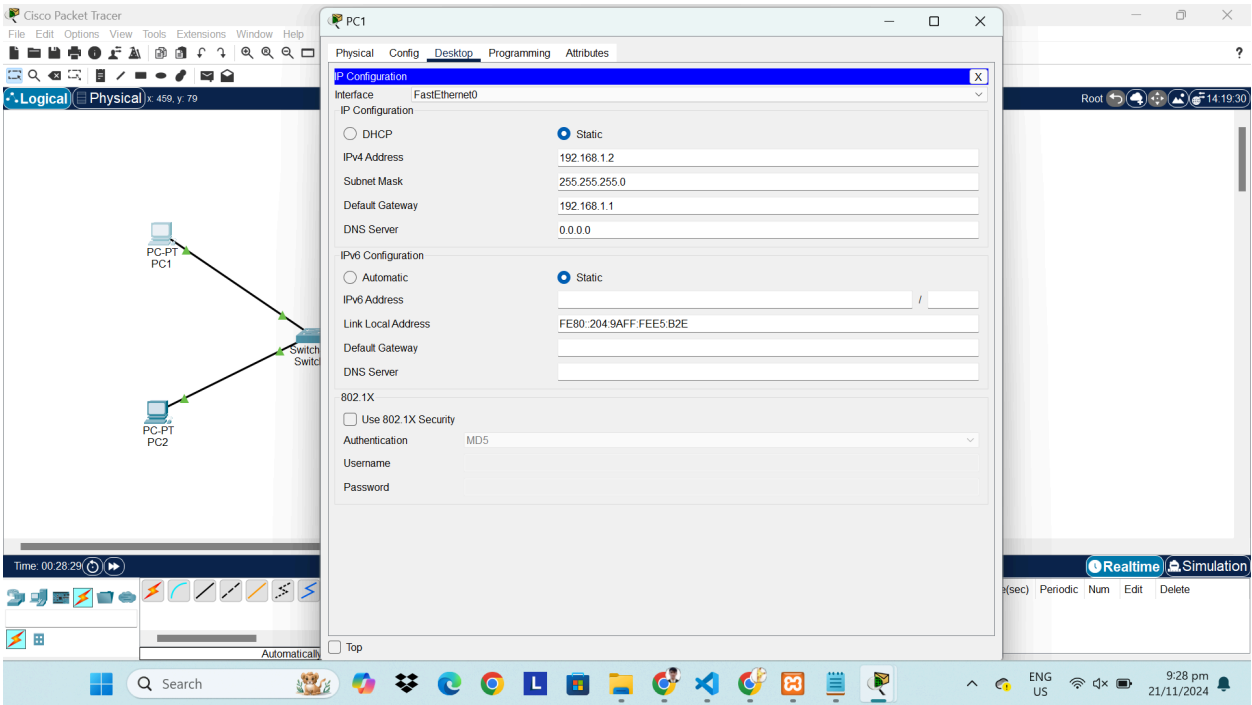 Cisco Packet Tracer
File Edit Options View Tools Extensions Window Help
Logical Physical x: 459, y: 79
Root 14:19:30
PC-PT
PC1
PC-PT
PC2
Switch
Switc
PC1
Physical Config Desktop Programming Attributes
IP Configuration X
Interface FastEthernet0
IP Configuration
DHCP Static
IPv4 Address 192.168.1.2
Subnet Mask 255.255.255.0
Default Gateway 192.168.1.1
DNS Server 0.0.0.0
IPv6 Configuration
Automatic Static
IPv6 Address /
Link Local Address FE80::204:9AFF:FEE5:B2E
Default Gateway
DNS Server
802.1X
Use 802.1X Security
Authentication MD5
Username
Password
Top
Time: 00:28:29
Realtime Simulation
(sec) Periodic Num Edit Delete
Automatically
Search
ENG
US
9:28 pm
21/11/2024